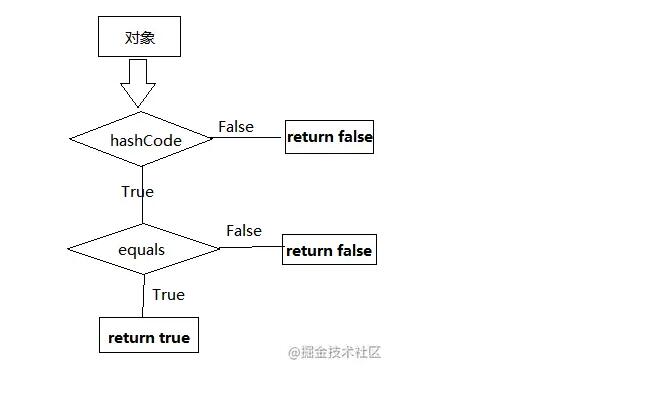 对象
hashCode
False
return false
True
equals
False
return false
True
return true
@掘金技术社区